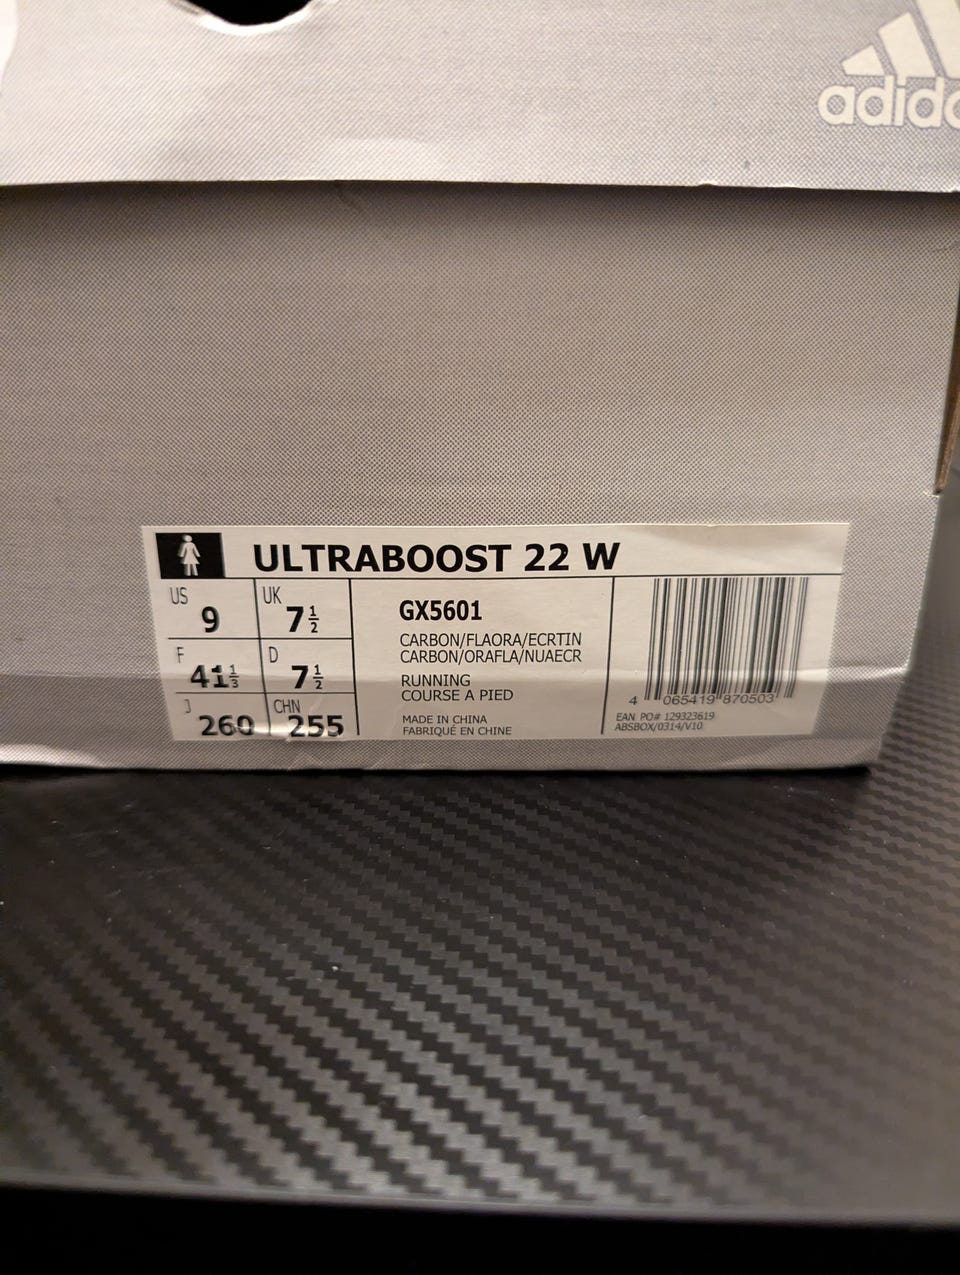 adidas
ULTRABOOST 22 W
US 9
UK 7½
F 41⅓
D 7½
J 260
CHN 255
GX5601
CARBON/FLAORA/ECRTIN
CARBON/ORAFLA/NUAECR
RUNNING
COURSE A PIED
MADE IN CHINA
FABRIQUÉ EN CHINE
4 065419 870503
EAN PO# 129323619
ABSBOX/0314/V10